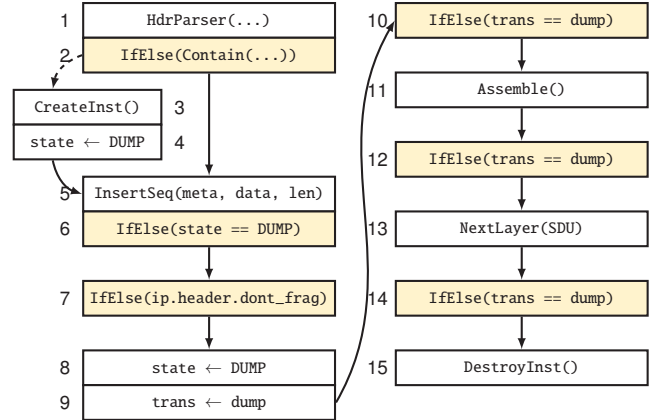 1 HdrParser(...)
2 IfElse(Contain(...))
CreateInst() 3
state ← DUMP 4
5 InsertSeq(meta, data, len)
6 IfElse(state == DUMP)
7 IfElse(ip.header.dont_frag)
8 state ← DUMP
9 trans ← dump
10 IfElse(trans == dump)
11 Assemble()
12 IfElse(trans == dump)
13 NextLayer(SDU)
14 IfElse(trans == dump)
15 DestroyInst()